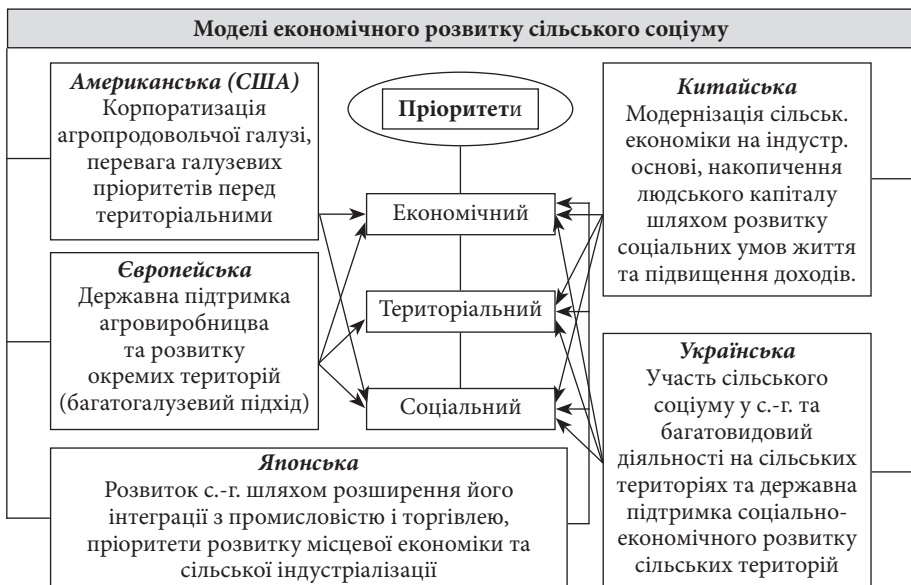 Моделі економічного розвитку сільського соціуму
Американська (США)
Корпоратизація
агропродовольчої галузі,
перевага галузевих
пріоритетів перед
територіальними
Європейська
Державна підтримка
агровиробницва
та розвитку
окремих територій
(багатогалузевий підхід)
Пріоритети
Економічний
Територіальний
Соціальний
Китайська
Модернізація сільськ.
економіки на індустр.
основі, накопичення
людського капіталу
шляхом розвитку
соціальних умов життя
та підвищення доходів.
Українська
Участь сільського
соціуму у с.-г. та
багатовидовий
діяльності на сільських
територіях та державна
підтримка соціально-
економічного розвитку
сільських територій
Японська
Розвиток с.-г. шляхом розширення його
інтеграції з промисловістю і торгівлею,
пріоритети розвитку місцевої економіки та
сільської індустріалізації